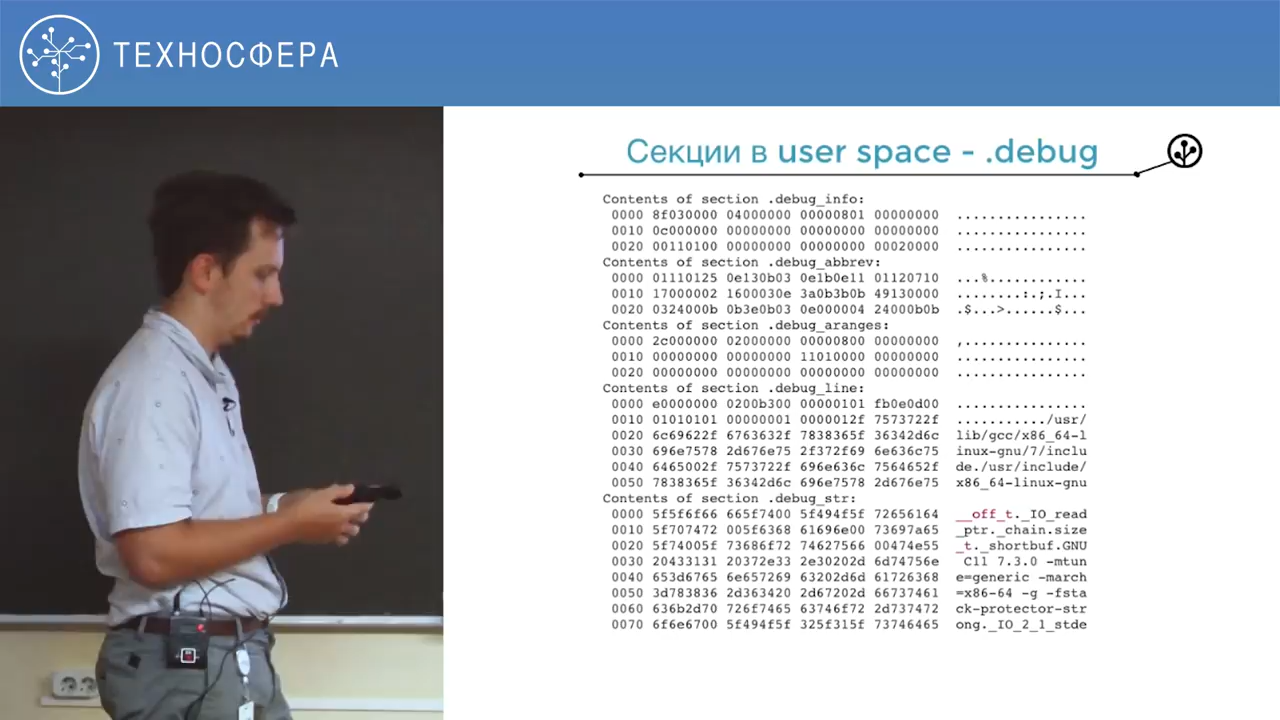 ТЕХНОСФЕРА
Секции в user space - .debug
Contents of section .debug_info:
0000 8f030000 04000000 00000801 00000000 ................
0010 0c000000 00000000 00000000 00000000 ................
0020 00110100 00000000 00000000 00020000 ................
Contents of section .debug_abbrev:
0000 01110125 0e130b03 0e1b0e11 01120710 ...%............
0010 17000002 1600030e 3a0b3b0b 49130000 ........:.;.I...
0020 0324000b 0b3e0b03 0e000004 24000b0b .$...>......$...
Contents of section .debug_aranges:
0000 2c000000 02000000 00000800 00000000 ,...............
0010 00000000 00000000 11010000 00000000 ................
0020 00000000 00000000 00000000 00000000 ................
Contents of section .debug_line:
0000 e0000000 0200b300 00000101 fb0e0d00 ................
0010 01010101 00000001 0000012f 7573722f .........../usr/
0020 6c69622f 6763632f 7838365f 36342d6c lib/gcc/x86_64-l
0030 696e7578 2d676e75 2f372f69 6e636c75 inux-gnu/7/inclu
0040 6465002f 7573722f 696e636c 7564652f de./usr/include/
0050 7838365f 36342d6c 696e7578 2d676e75 x86_64-linux-gnu
Contents of section .debug_str:
0000 5f5f6f66 665f7400 5f494f5f 72656164 __off_t._IO_read
0010 5f707472 005f6368 61696e00 73697a65 _ptr._chain.size
0020 5f74005f 73686f72 74627566 00474e55 _t._shortbuf.GNU
0030 20433131 20372e33 2e30202d 6d74756e C11 7.3.0 -mtun
0040 653d6765 6e657269 63202d6d 61726368 e=generic -march
0050 3d783836 2d363420 2d67202d 66737461 =x86-64 -g -fsta
0060 636b2d70 726f7465 63746f72 2d737472 ck-protector-str
0070 6f6e6700 5f494f5f 325f315f 73746465 ong._IO_2_1_stde